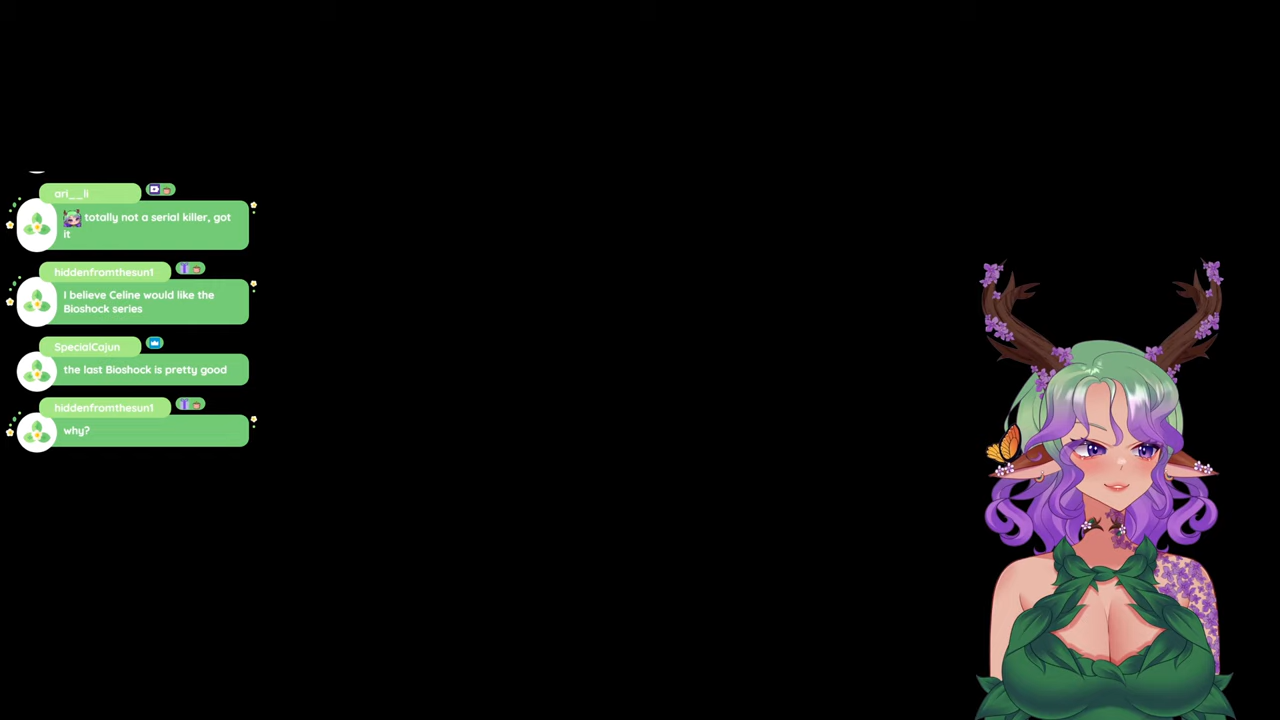 ari__li
totally not a serial killer, got
it
hiddenfromthesun1
I believe Celine would like the
Bioshock series
SpecialCajun
the last Bioshock is pretty good
hiddenfromthesun1
why?